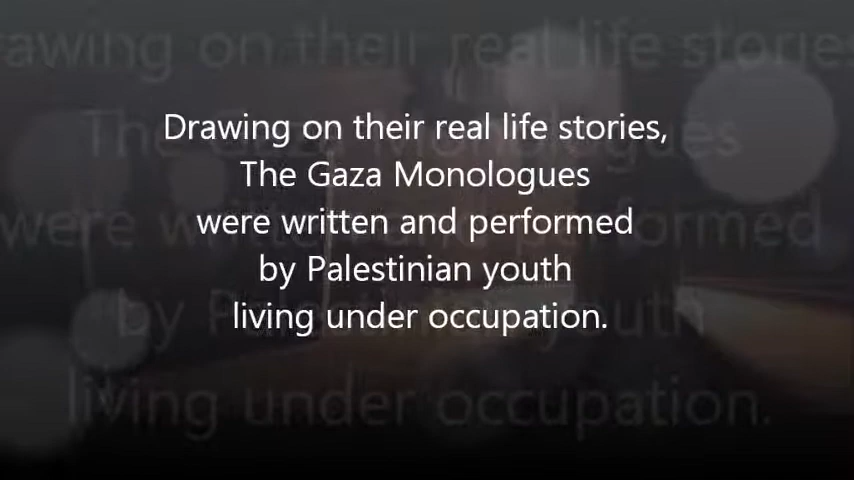 Drawing on their real life stories,
The Gaza Monologues
were written and performed
by Palestinian youth
living under occupation.